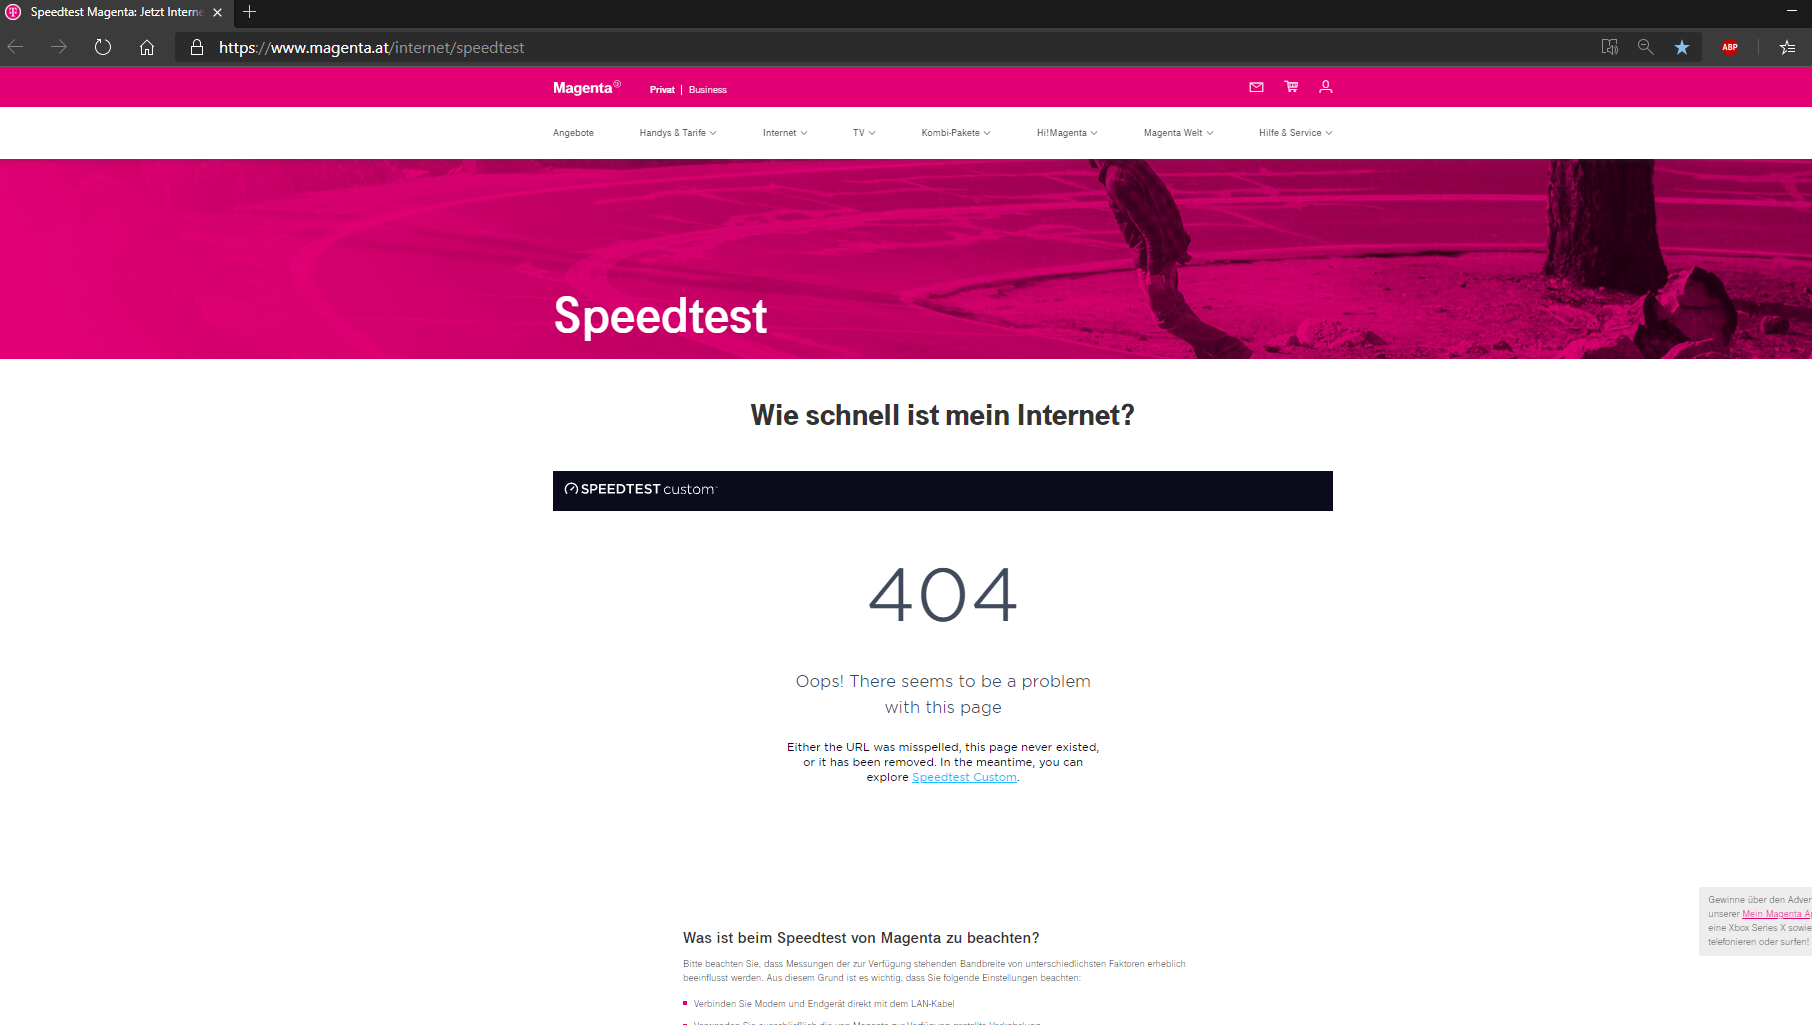 Speedtest Magenta: Jetzt Interne
https://www.magenta.at/internet/speedtest
ABP
Magenta
Privat | Business
Angebote Handys & Tarife Internet TV Kombi-Pakete Hi!Magenta Magenta Welt Hilfe & Service
Speedtest
Wie schnell ist mein Internet?
SPEEDTEST custom
404
Oops! There seems to be a problem
with this page
Either the URL was misspelled, this page never existed,
or it has been removed. In the meantime, you can
explore Speedtest Custom.
Gewinne über den Adven
unserer Mein Magenta Ap
eine Xbox Series X sowie
telefonieren oder surfen!
Was ist beim Speedtest von Magenta zu beachten?
Bitte beachten Sie, dass Messungen der zur Verfügung stehenden Bandbreite von unterschiedlichsten Faktoren erheblich
beeinflusst werden. Aus diesem Grund ist es wichtig, dass Sie folgende Einstellungen beachten:
Verbinden Sie Modem und Endgerät direkt mit dem LAN-Kabel